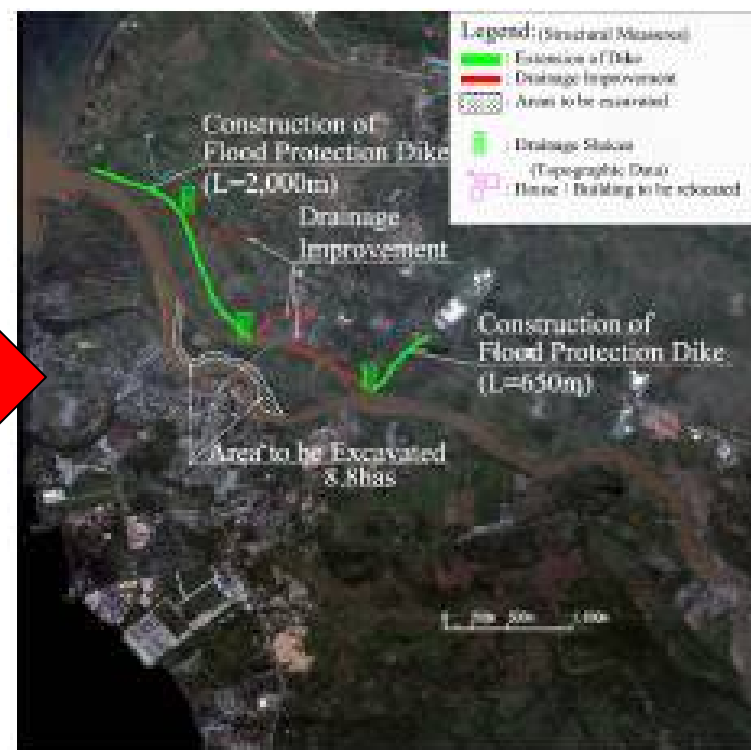 Legend: (Structural Measures)
: Extension of Dike
: Drainage Improvement
: Areas to be excavated
: Drainage Sluice
(Topographic Data)
: House / Building to be relocated
Construction of
Flood Protection Dike
(L=2,000m)
Drainage
Improvement
Construction of
Flood Protection Dike
(L=650m)
Area to be Excavated
8.8has
0